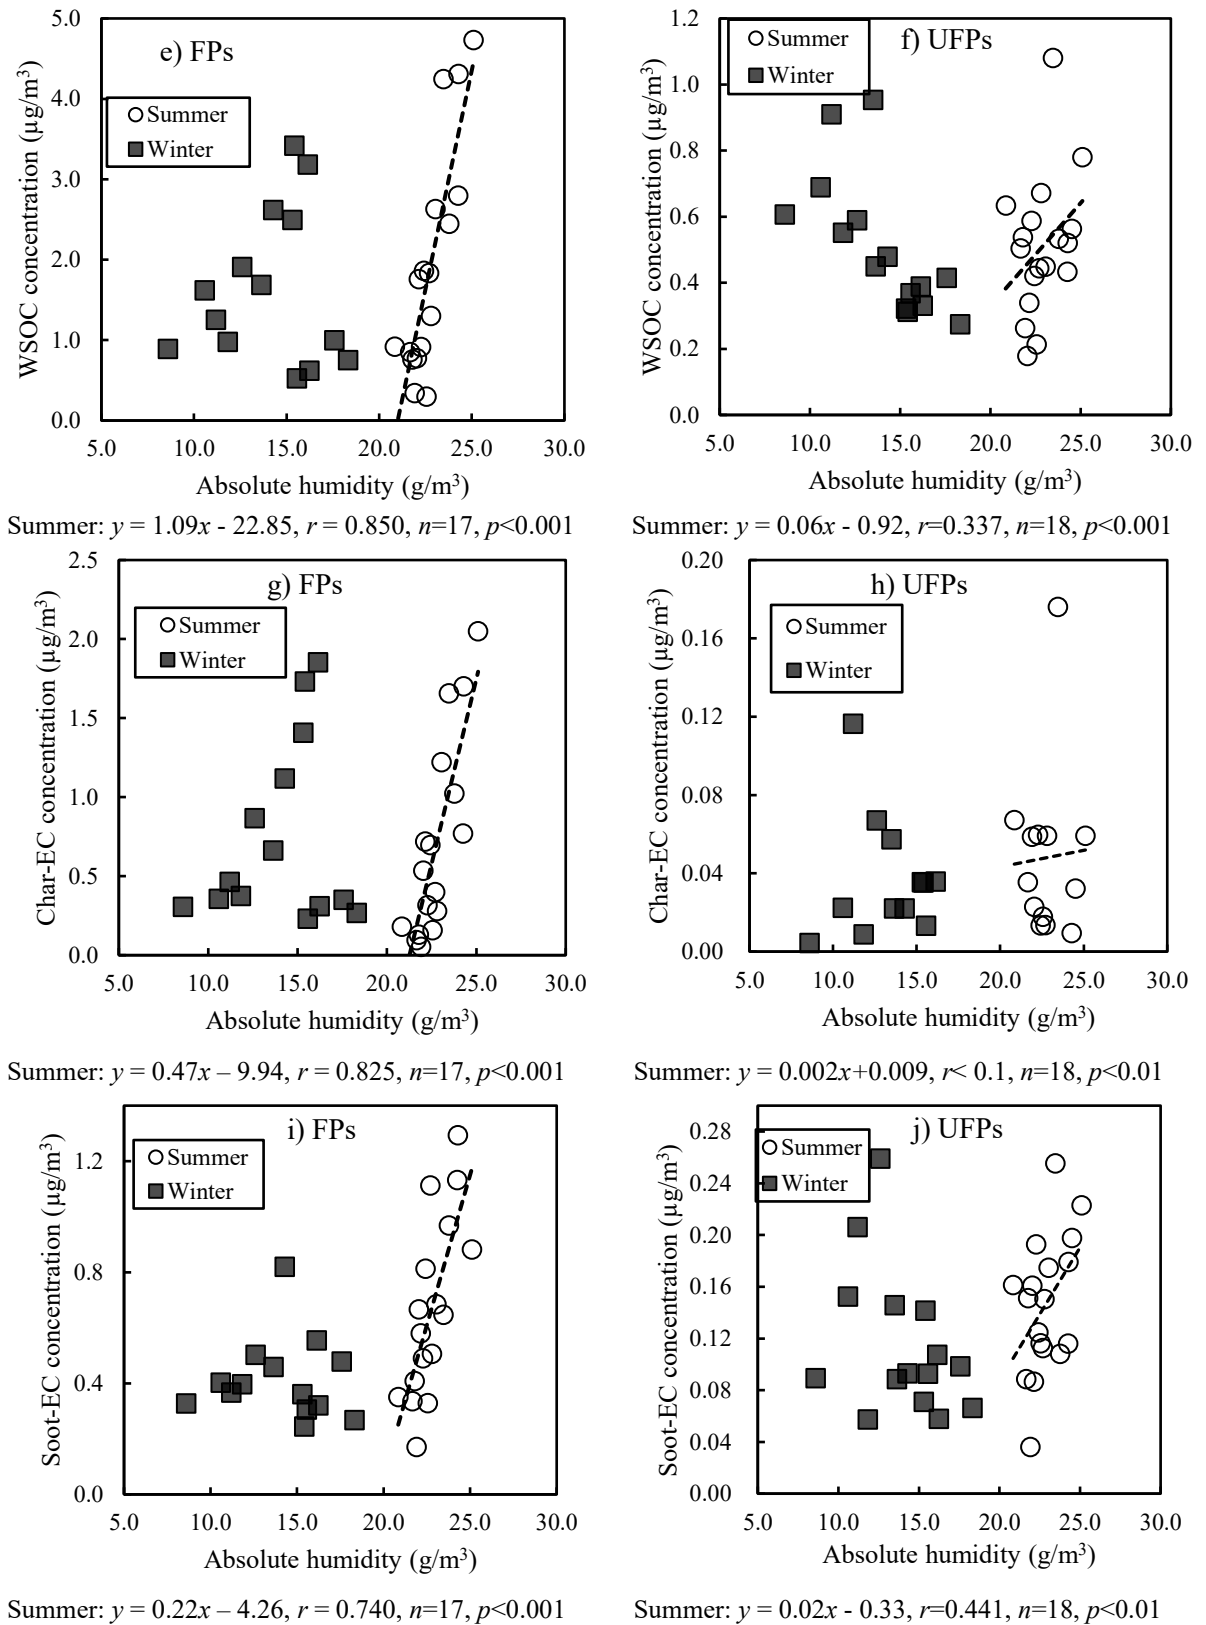 e) FPs
Summer
Winter
WSOC concentration (µg/m³)
5.0
4.0
3.0
2.0
1.0
0.0
5.0 10.0 15.0 20.0 25.0 30.0
Absolute humidity (g/m³)
Summer: y = 1.09x - 22.85, r = 0.850, n=17, p<0.001
f) UFPs
Summer
Winter
WSOC concentration (µg/m³)
1.2
1.0
0.8
0.6
0.4
0.2
0.0
5.0 10.0 15.0 20.0 25.0 30.0
Absolute humidity (g/m³)
Summer: y = 0.06x - 0.92, r=0.337, n=18, p<0.001
g) FPs
Summer
Winter
Char-EC concentration (µg/m³)
2.5
2.0
1.5
1.0
0.5
0.0
5.0 10.0 15.0 20.0 25.0 30.0
Absolute humidity (g/m³)
Summer: y = 0.47x – 9.94, r = 0.825, n=17, p<0.001
h) UFPs
Summer
Winter
Char-EC concentration (µg/m³)
0.20
0.16
0.12
0.08
0.04
0.00
5.0 10.0 15.0 20.0 25.0 30.0
Absolute humidity (g/m³)
Summer: y = 0.002x+0.009, r< 0.1, n=18, p<0.01
i) FPs
Summer
Winter
Soot-EC concentration (µg/m³)
1.2
0.8
0.4
0.0
5.0 10.0 15.0 20.0 25.0 30.0
Absolute humidity (g/m³)
Summer: y = 0.22x – 4.26, r = 0.740, n=17, p<0.001
j) UFPs
Summer
Winter
Soot-EC concentration (µg/m³)
0.28
0.24
0.20
0.16
0.12
0.08
0.04
0.00
5.0 10.0 15.0 20.0 25.0 30.0
Absolute humidity (g/m³)
Summer: y = 0.02x - 0.33, r=0.441, n=18, p<0.01